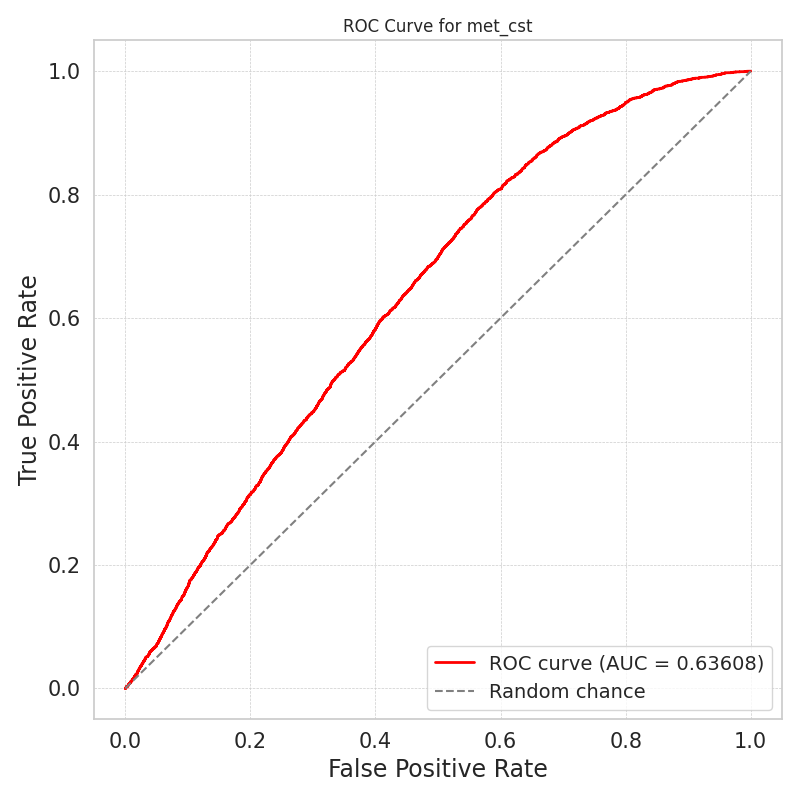 ROC Curve for met_cst
True Positive Rate
1.0
0.8
0.6
0.4
0.2
0.0
ROC curve (AUC = 0.63608)
Random chance
0.0 0.2 0.4 0.6 0.8 1.0
False Positive Rate